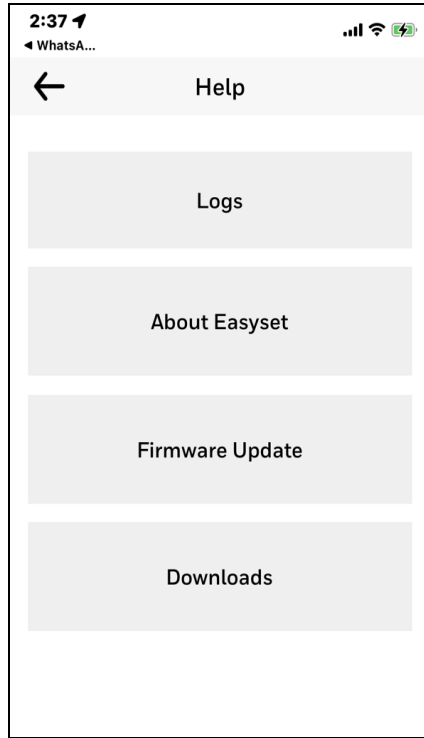 2:37
◀ WhatsA...
Help
Logs
About Easyset
Firmware Update
Downloads